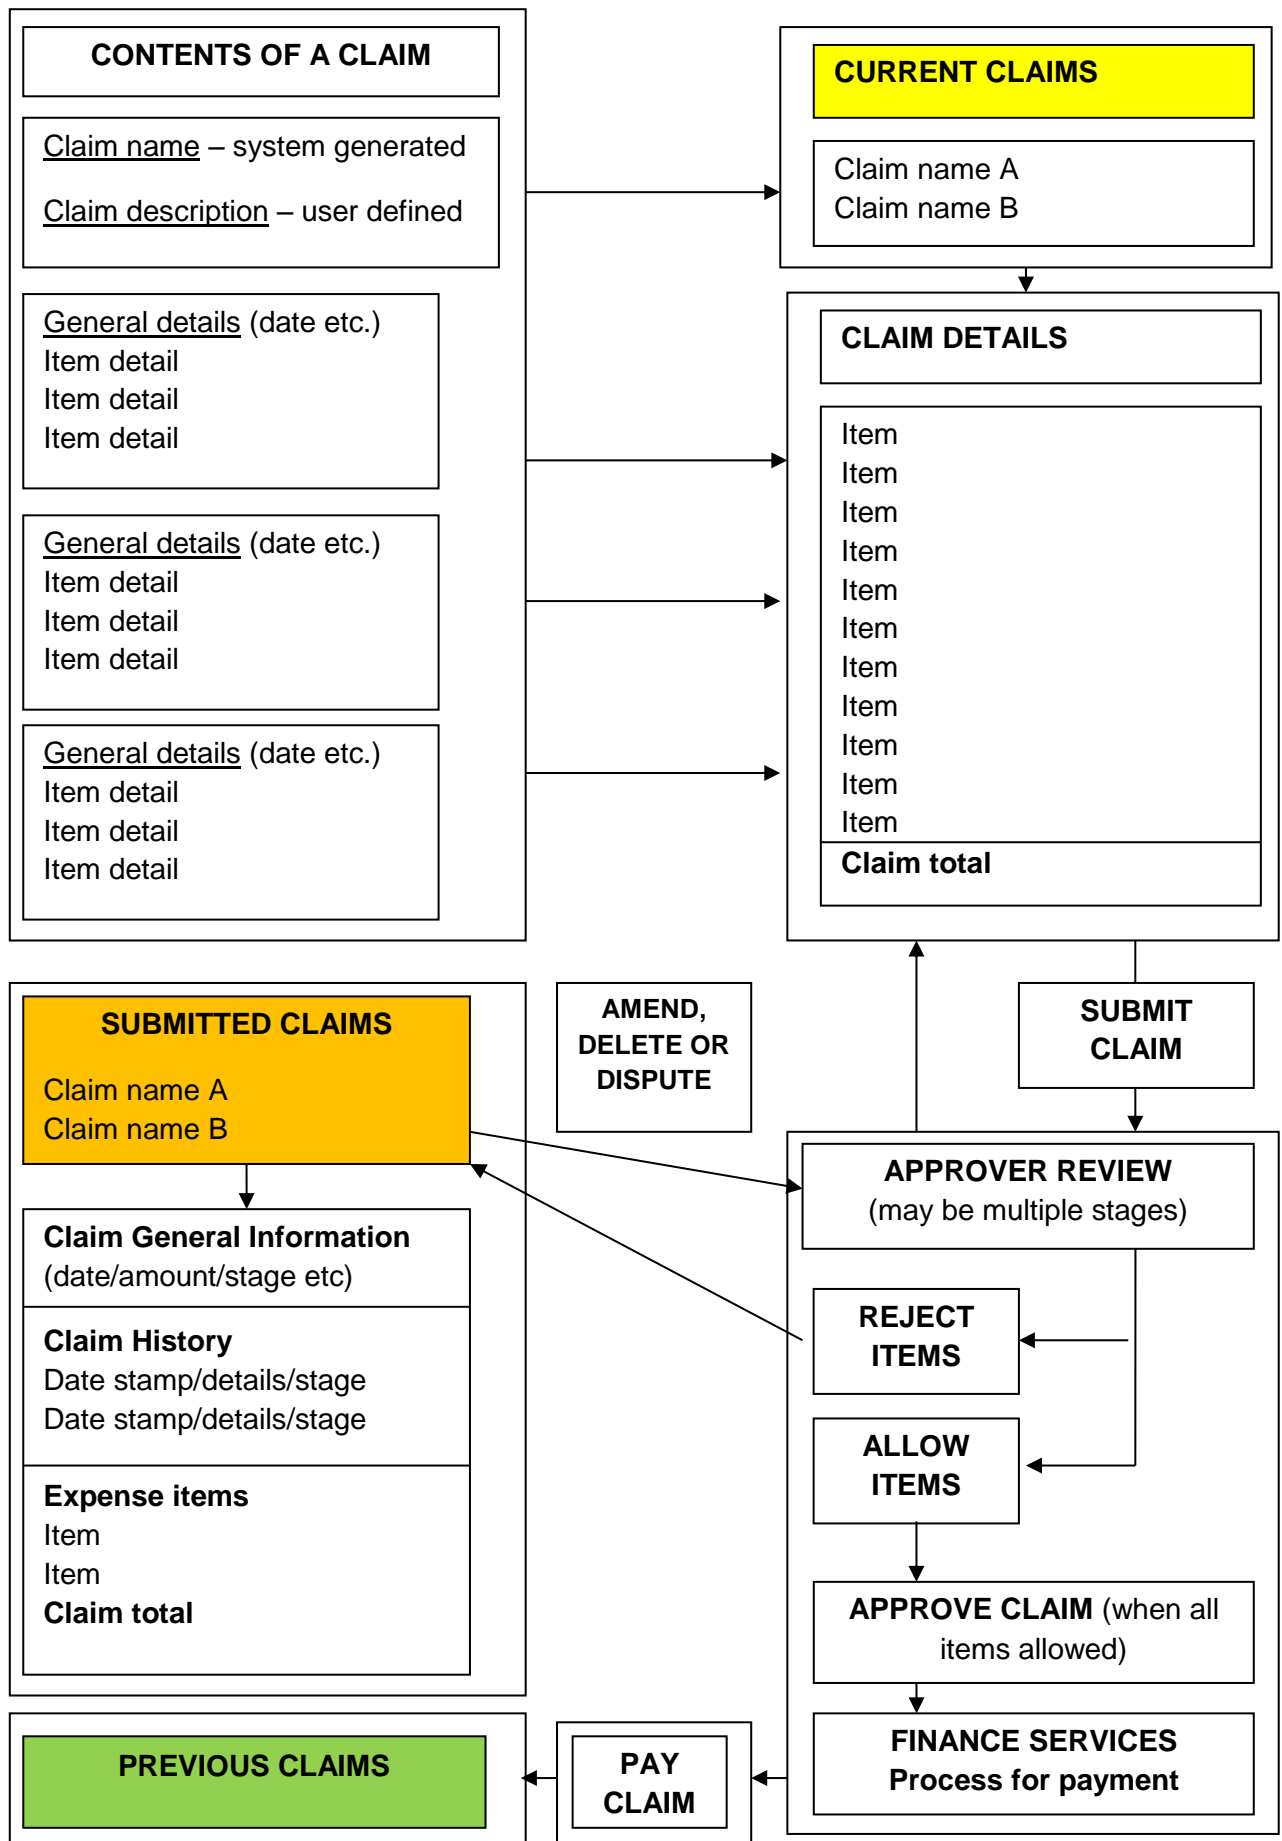 CONTENTS OF A CLAIM
Claim name – system generated
Claim description – user defined
General details (date etc.)
Item detail
Item detail
Item detail
General details (date etc.)
Item detail
Item detail
Item detail
General details (date etc.)
Item detail
Item detail
Item detail
CURRENT CLAIMS
Claim name A
Claim name B
CLAIM DETAILS
Item
Item
Item
Item
Item
Item
Item
Item
Item
Item
Item
Claim total
SUBMITTED CLAIMS
Claim name A
Claim name B
Claim General Information
(date/amount/stage etc)
Claim History
Date stamp/details/stage
Date stamp/details/stage
Expense items
Item
Item
Claim total
AMEND,
DELETE OR
DISPUTE
SUBMIT
CLAIM
APPROVER REVIEW
(may be multiple stages)
REJECT
ITEMS
ALLOW
ITEMS
APPROVE CLAIM (when all
items allowed)
FINANCE SERVICES
Process for payment
PAY
CLAIM
PREVIOUS CLAIMS